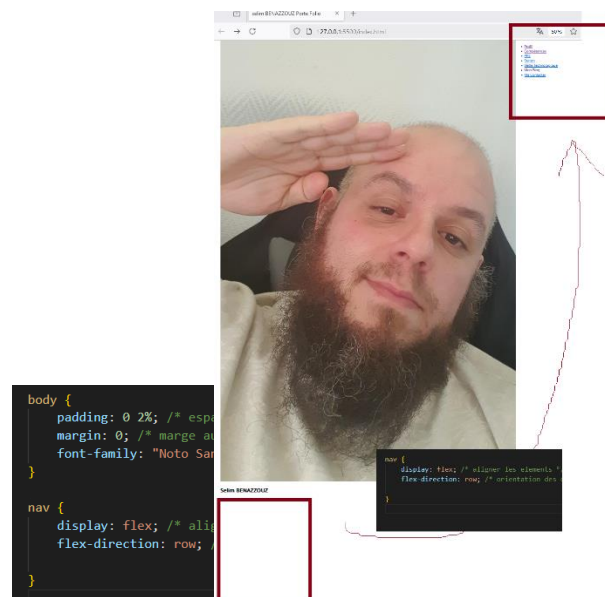 selim BENAZZOUZ Porte Folio
127.0.0.1:5500/index.html
50%
Profil
Compétences
body {
padding: 0 2%; /* espa
margin: 0; /* marge au
font-family: "Noto San
}
nav {
display: flex; /* alig
flex-direction: row; /
}
nav {
display: flex; /* aligner les elements *
flex-direction: row; /* orientation des
}
Selim BENAZZOUZ